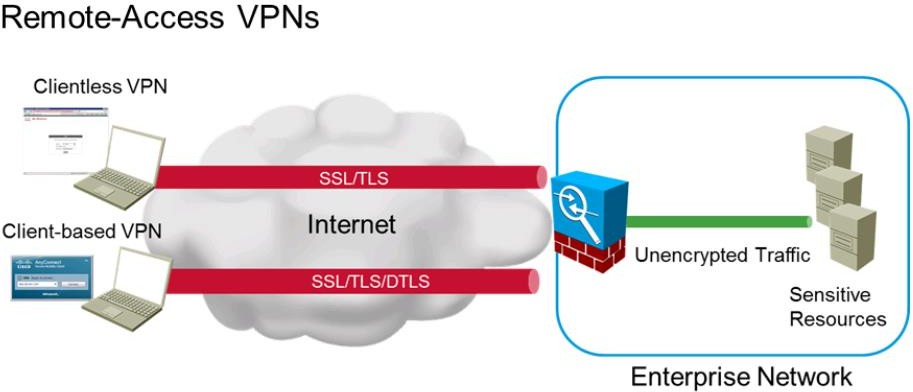 Remote-Access VPNs
Clientless VPN
SSL/TLS
Internet
Client-based VPN
AnyConnect
SSL/TLS/DTLS
Unencrypted Traffic
Sensitive
Resources
Enterprise Network